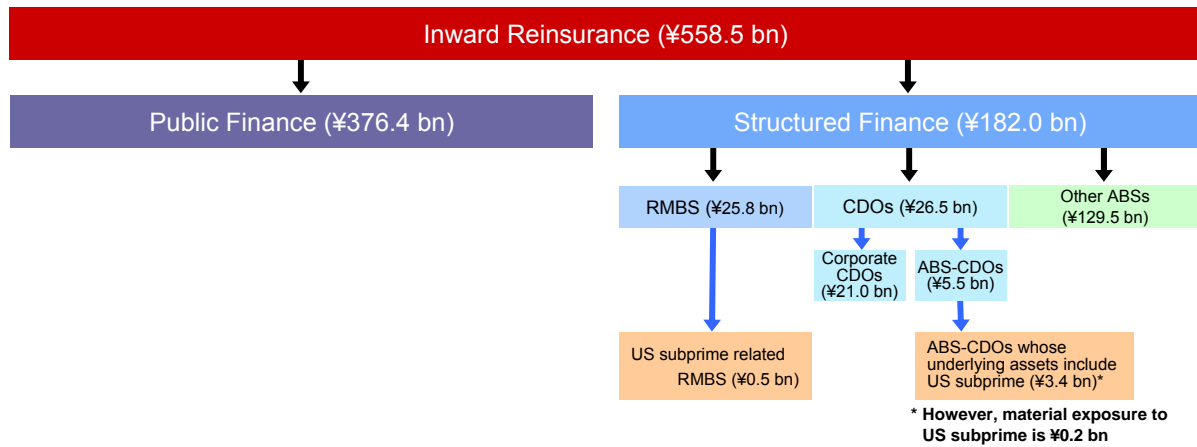 Inward Reinsurance (¥558.5 bn)
Public Finance (¥376.4 bn)
Structured Finance (¥182.0 bn)
RMBS (¥25.8 bn)
CDOs (¥26.5 bn)
Other ABSs
(¥129.5 bn)
Corporate
CDOs
(¥21.0 bn)
ABS-CDOs
(¥5.5 bn)
US subprime related
RMBS (¥0.5 bn)
ABS-CDOs whose
underlying assets include
US subprime (¥3.4 bn)*
* However, material exposure to
US subprime is ¥0.2 bn